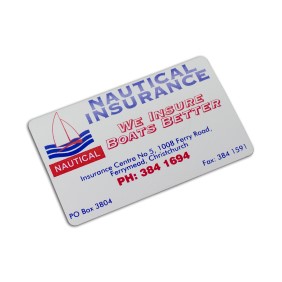 NAUTICAL
INSURANCE
WE INSURE
BOATS BETTER
NAUTICAL
Insurance Centre No 5, 1008 Ferry Road,
Ferrymead, Christchurch
PH: 384 1694
Fax: 384 1591
PO Box 3804